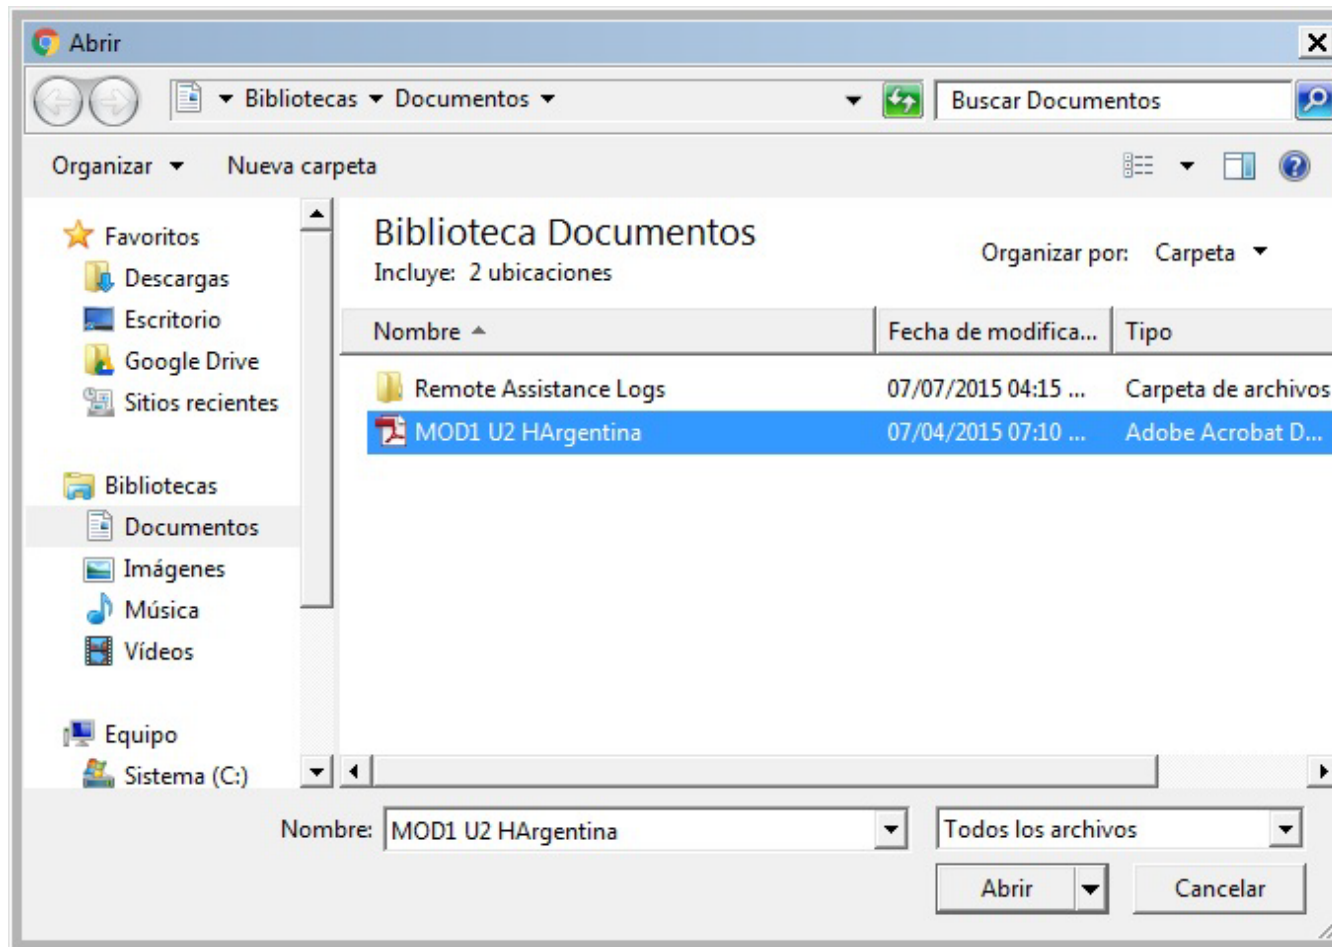 Abrir
Bibliotecas Documentos
Buscar Documentos
Organizar Nueva carpeta
Favoritos
Descargas
Escritorio
Google Drive
Sitios recientes
Bibliotecas
Documentos
Imágenes
Música
Vídeos
Equipo
Sistema (C:)
Biblioteca Documentos
Incluye: 2 ubicaciones
Organizar por: Carpeta
Nombre Fecha de modifica... Tipo
Remote Assistance Logs 07/07/2015 04:15 ... Carpeta de archivos
MOD1 U2 HArgentina 07/04/2015 07:10 ... Adobe Acrobat D...
Nombre: MOD1 U2 HArgentina Todos los archivos
Abrir Cancelar